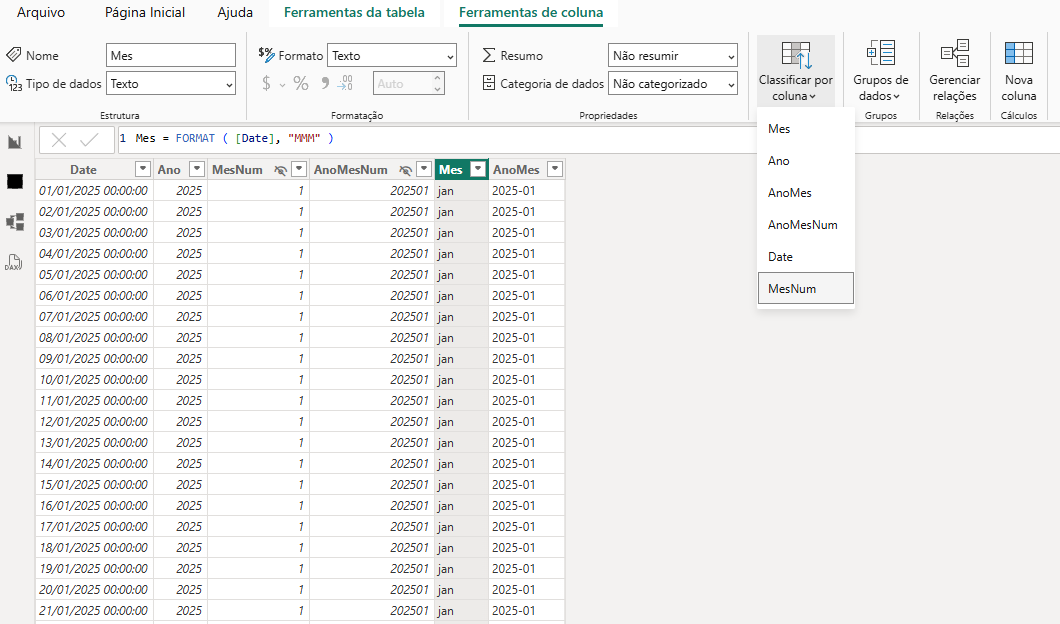 Arquivo Página Inicial Ajuda Ferramentas da tabela Ferramentas de coluna
Nome Mes
Tipo de dados Texto
Estrutura
Formato Texto
$ % Auto
Formatação
Resumo Não resumir
Categoria de dados Não categorizado
Propriedades
Classificar por
coluna
Grupos de
dados
Grupos
Gerenciar
relações
Relações
Nova
coluna
Cálculos
Mes
Ano
AnoMes
AnoMesNum
Date
MesNum
1 Mes = FORMAT ( [Date], "MMM" )
Date Ano MesNum AnoMesNum Mes AnoMes
01/01/2025 00:00:00 2025 1 202501 jan 2025-01
02/01/2025 00:00:00 2025 1 202501 jan 2025-01
03/01/2025 00:00:00 2025 1 202501 jan 2025-01
04/01/2025 00:00:00 2025 1 202501 jan 2025-01
05/01/2025 00:00:00 2025 1 202501 jan 2025-01
06/01/2025 00:00:00 2025 1 202501 jan 2025-01
07/01/2025 00:00:00 2025 1 202501 jan 2025-01
08/01/2025 00:00:00 2025 1 202501 jan 2025-01
09/01/2025 00:00:00 2025 1 202501 jan 2025-01
10/01/2025 00:00:00 2025 1 202501 jan 2025-01
11/01/2025 00:00:00 2025 1 202501 jan 2025-01
12/01/2025 00:00:00 2025 1 202501 jan 2025-01
13/01/2025 00:00:00 2025 1 202501 jan 2025-01
14/01/2025 00:00:00 2025 1 202501 jan 2025-01
15/01/2025 00:00:00 2025 1 202501 jan 2025-01
16/01/2025 00:00:00 2025 1 202501 jan 2025-01
17/01/2025 00:00:00 2025 1 202501 jan 2025-01
18/01/2025 00:00:00 2025 1 202501 jan 2025-01
19/01/2025 00:00:00 2025 1 202501 jan 2025-01
20/01/2025 00:00:00 2025 1 202501 jan 2025-01
21/01/2025 00:00:00 2025 1 202501 jan 2025-01
DAX